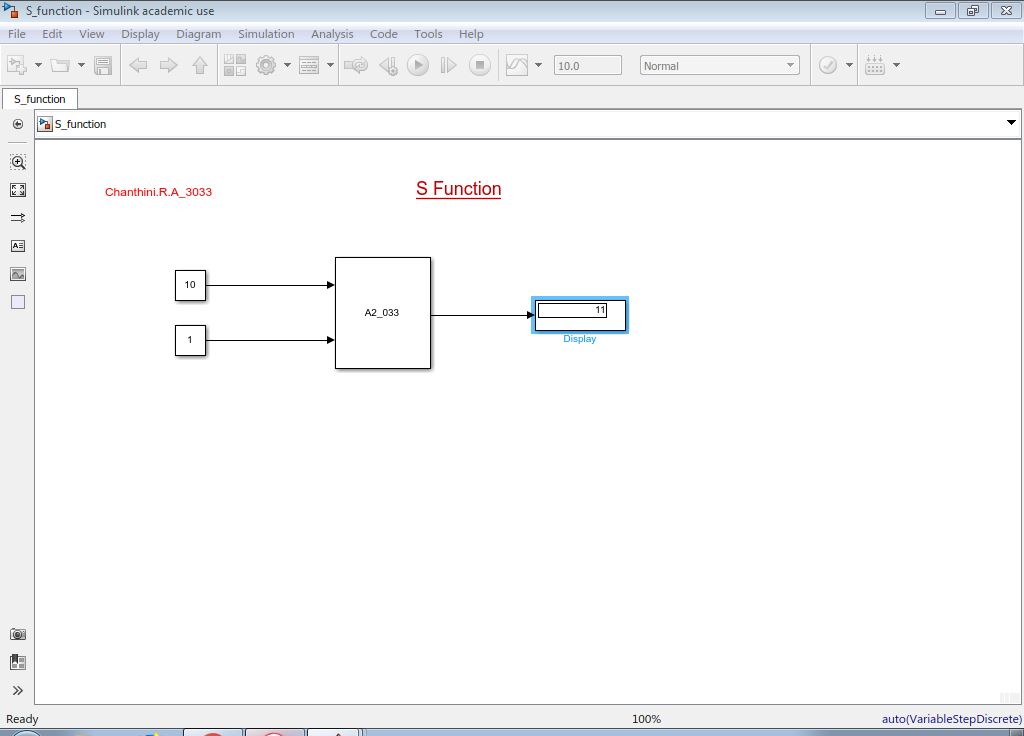 S_function - Simulink academic use
File Edit View Display Diagram Simulation Analysis Code Tools Help
10.0 Normal
S_function
S_function
Chanthini.R.A_3033
S Function
10
A2_033
11
1
Display
Ready 100% auto(VariableStepDiscrete)